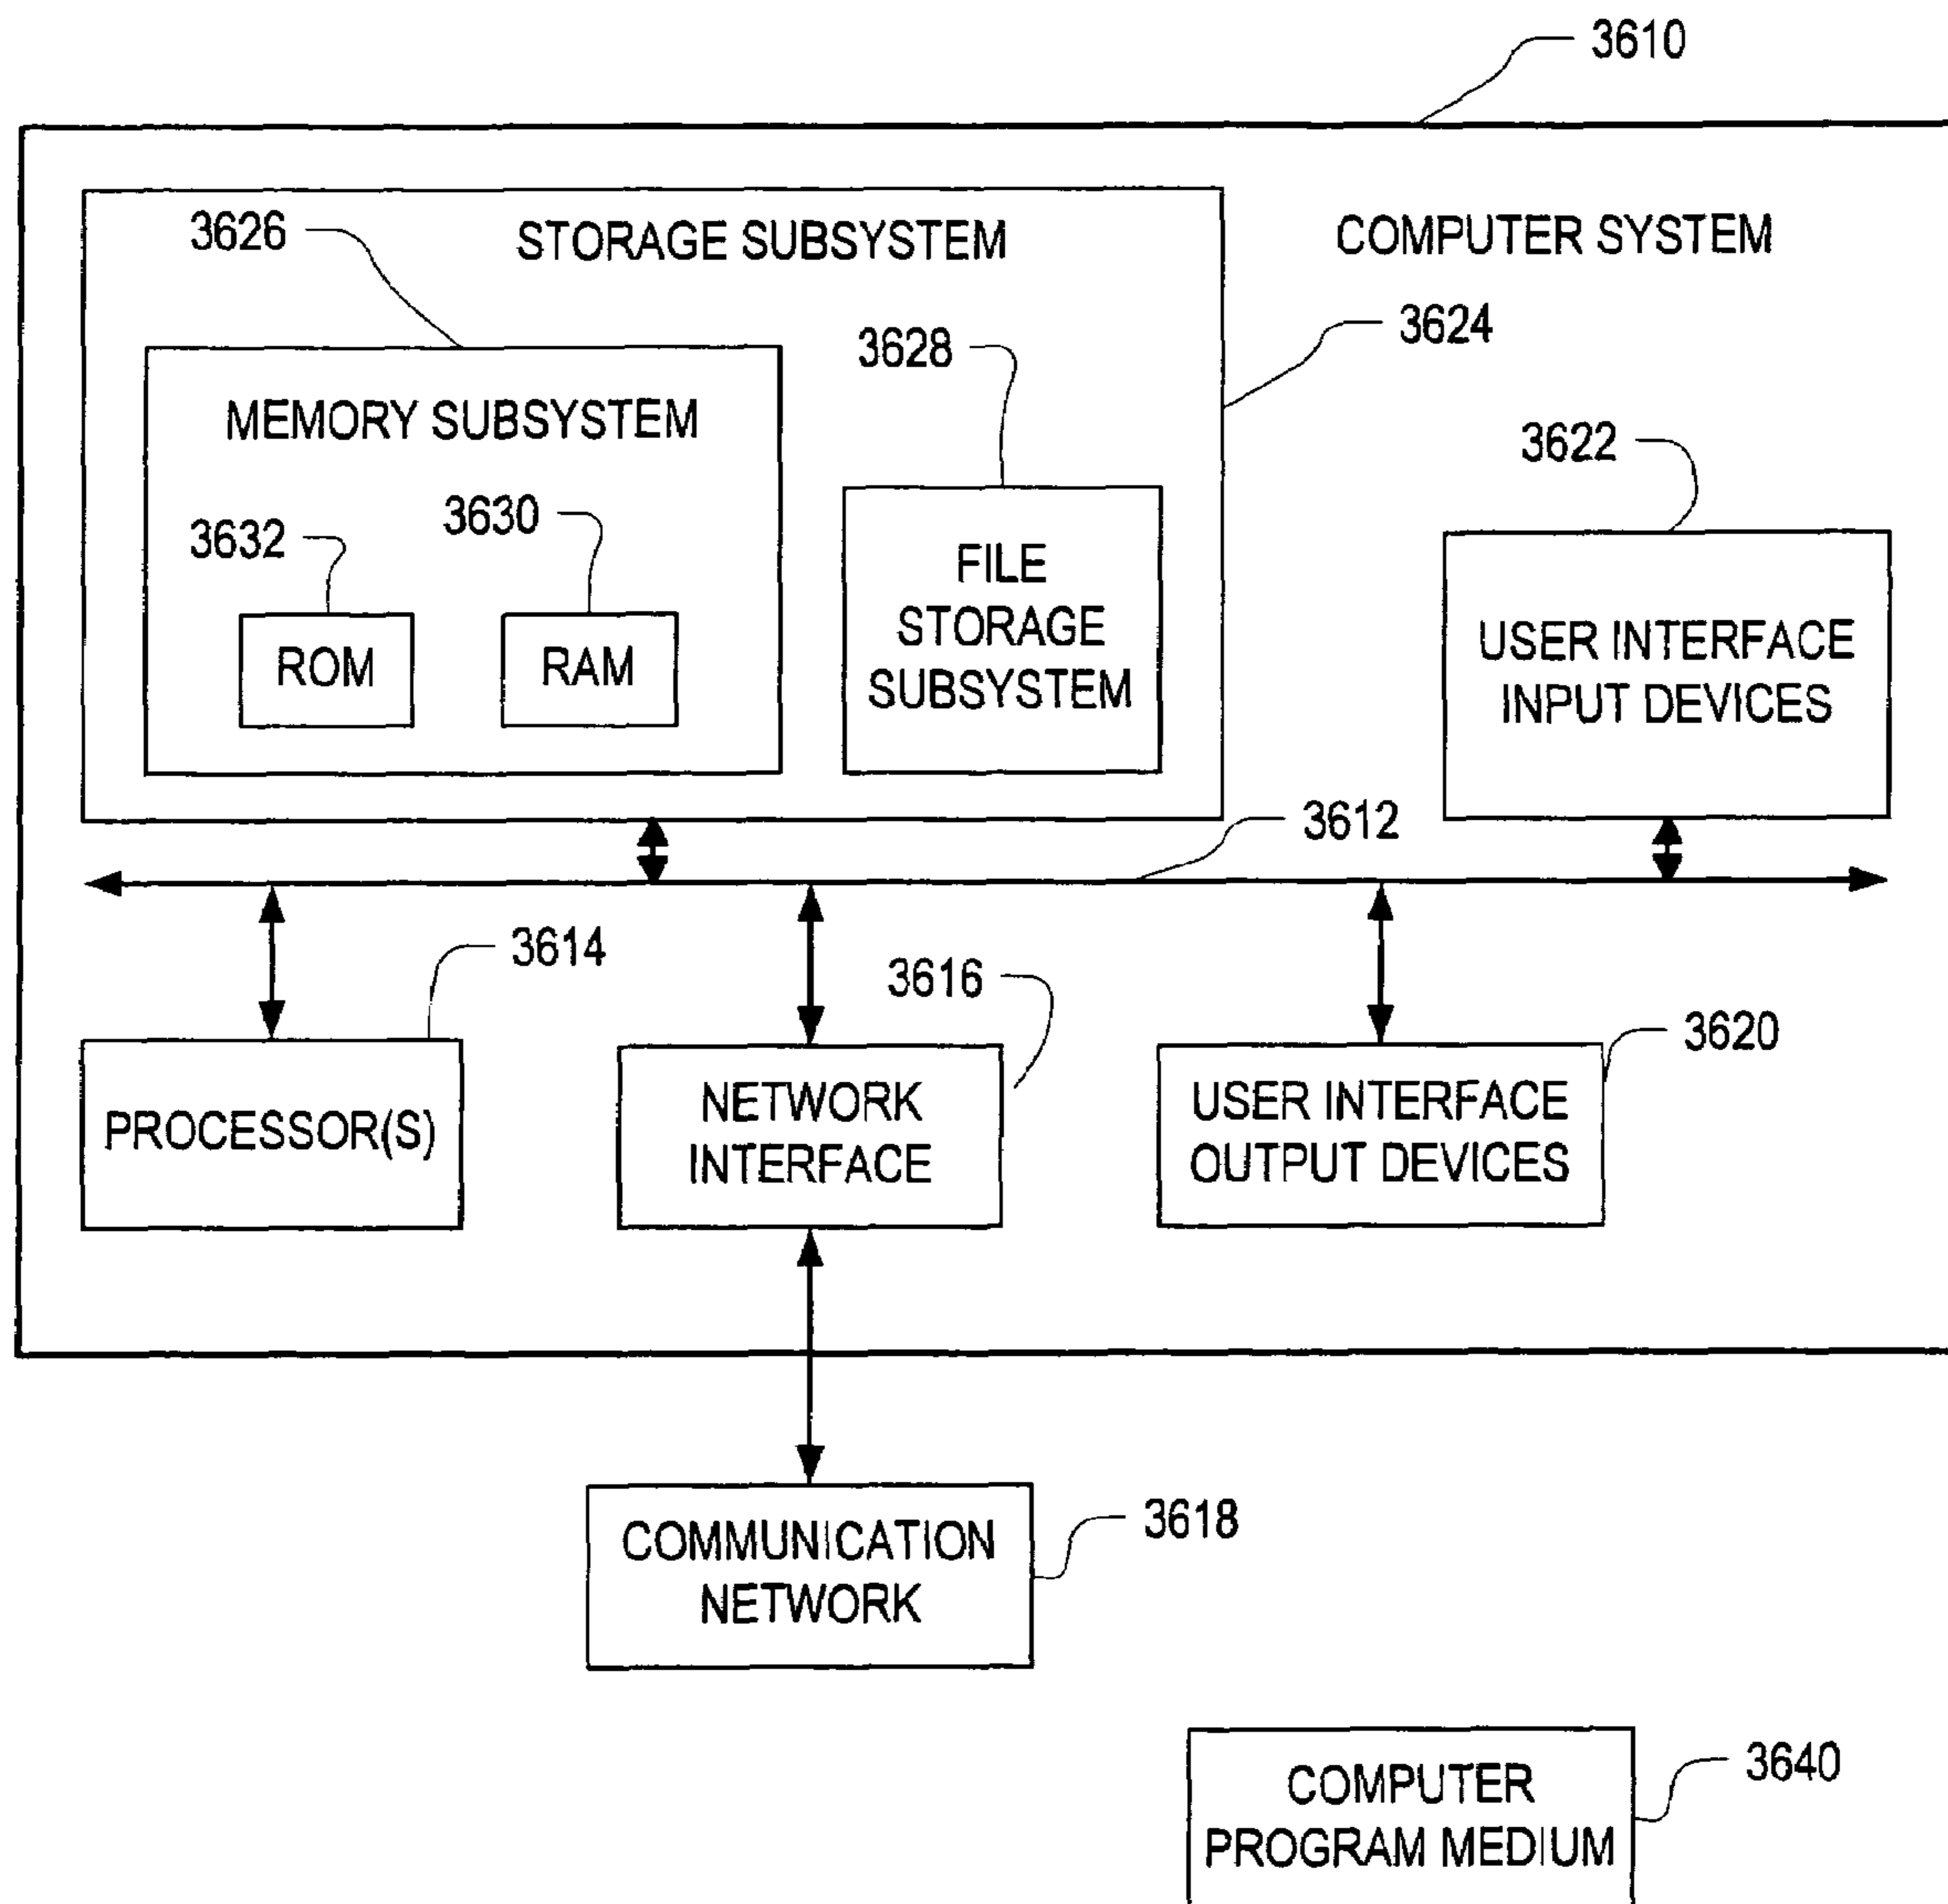 3610
3626
STORAGE SUBSYSTEM
COMPUTER SYSTEM
3624
3628
MEMORY SUBSYSTEM
3622
3632
3630
FILE
STORAGE
SUBSYSTEM
ROM
RAM
USER INTERFACE
INPUT DEVICES
3612
3614
3616
3620
PROCESSOR(S)
NETWORK
INTERFACE
USER INTERFACE
OUTPUT DEVICES
COMMUNICATION
NETWORK
3618
COMPUTER
PROGRAM MEDIUM
3640